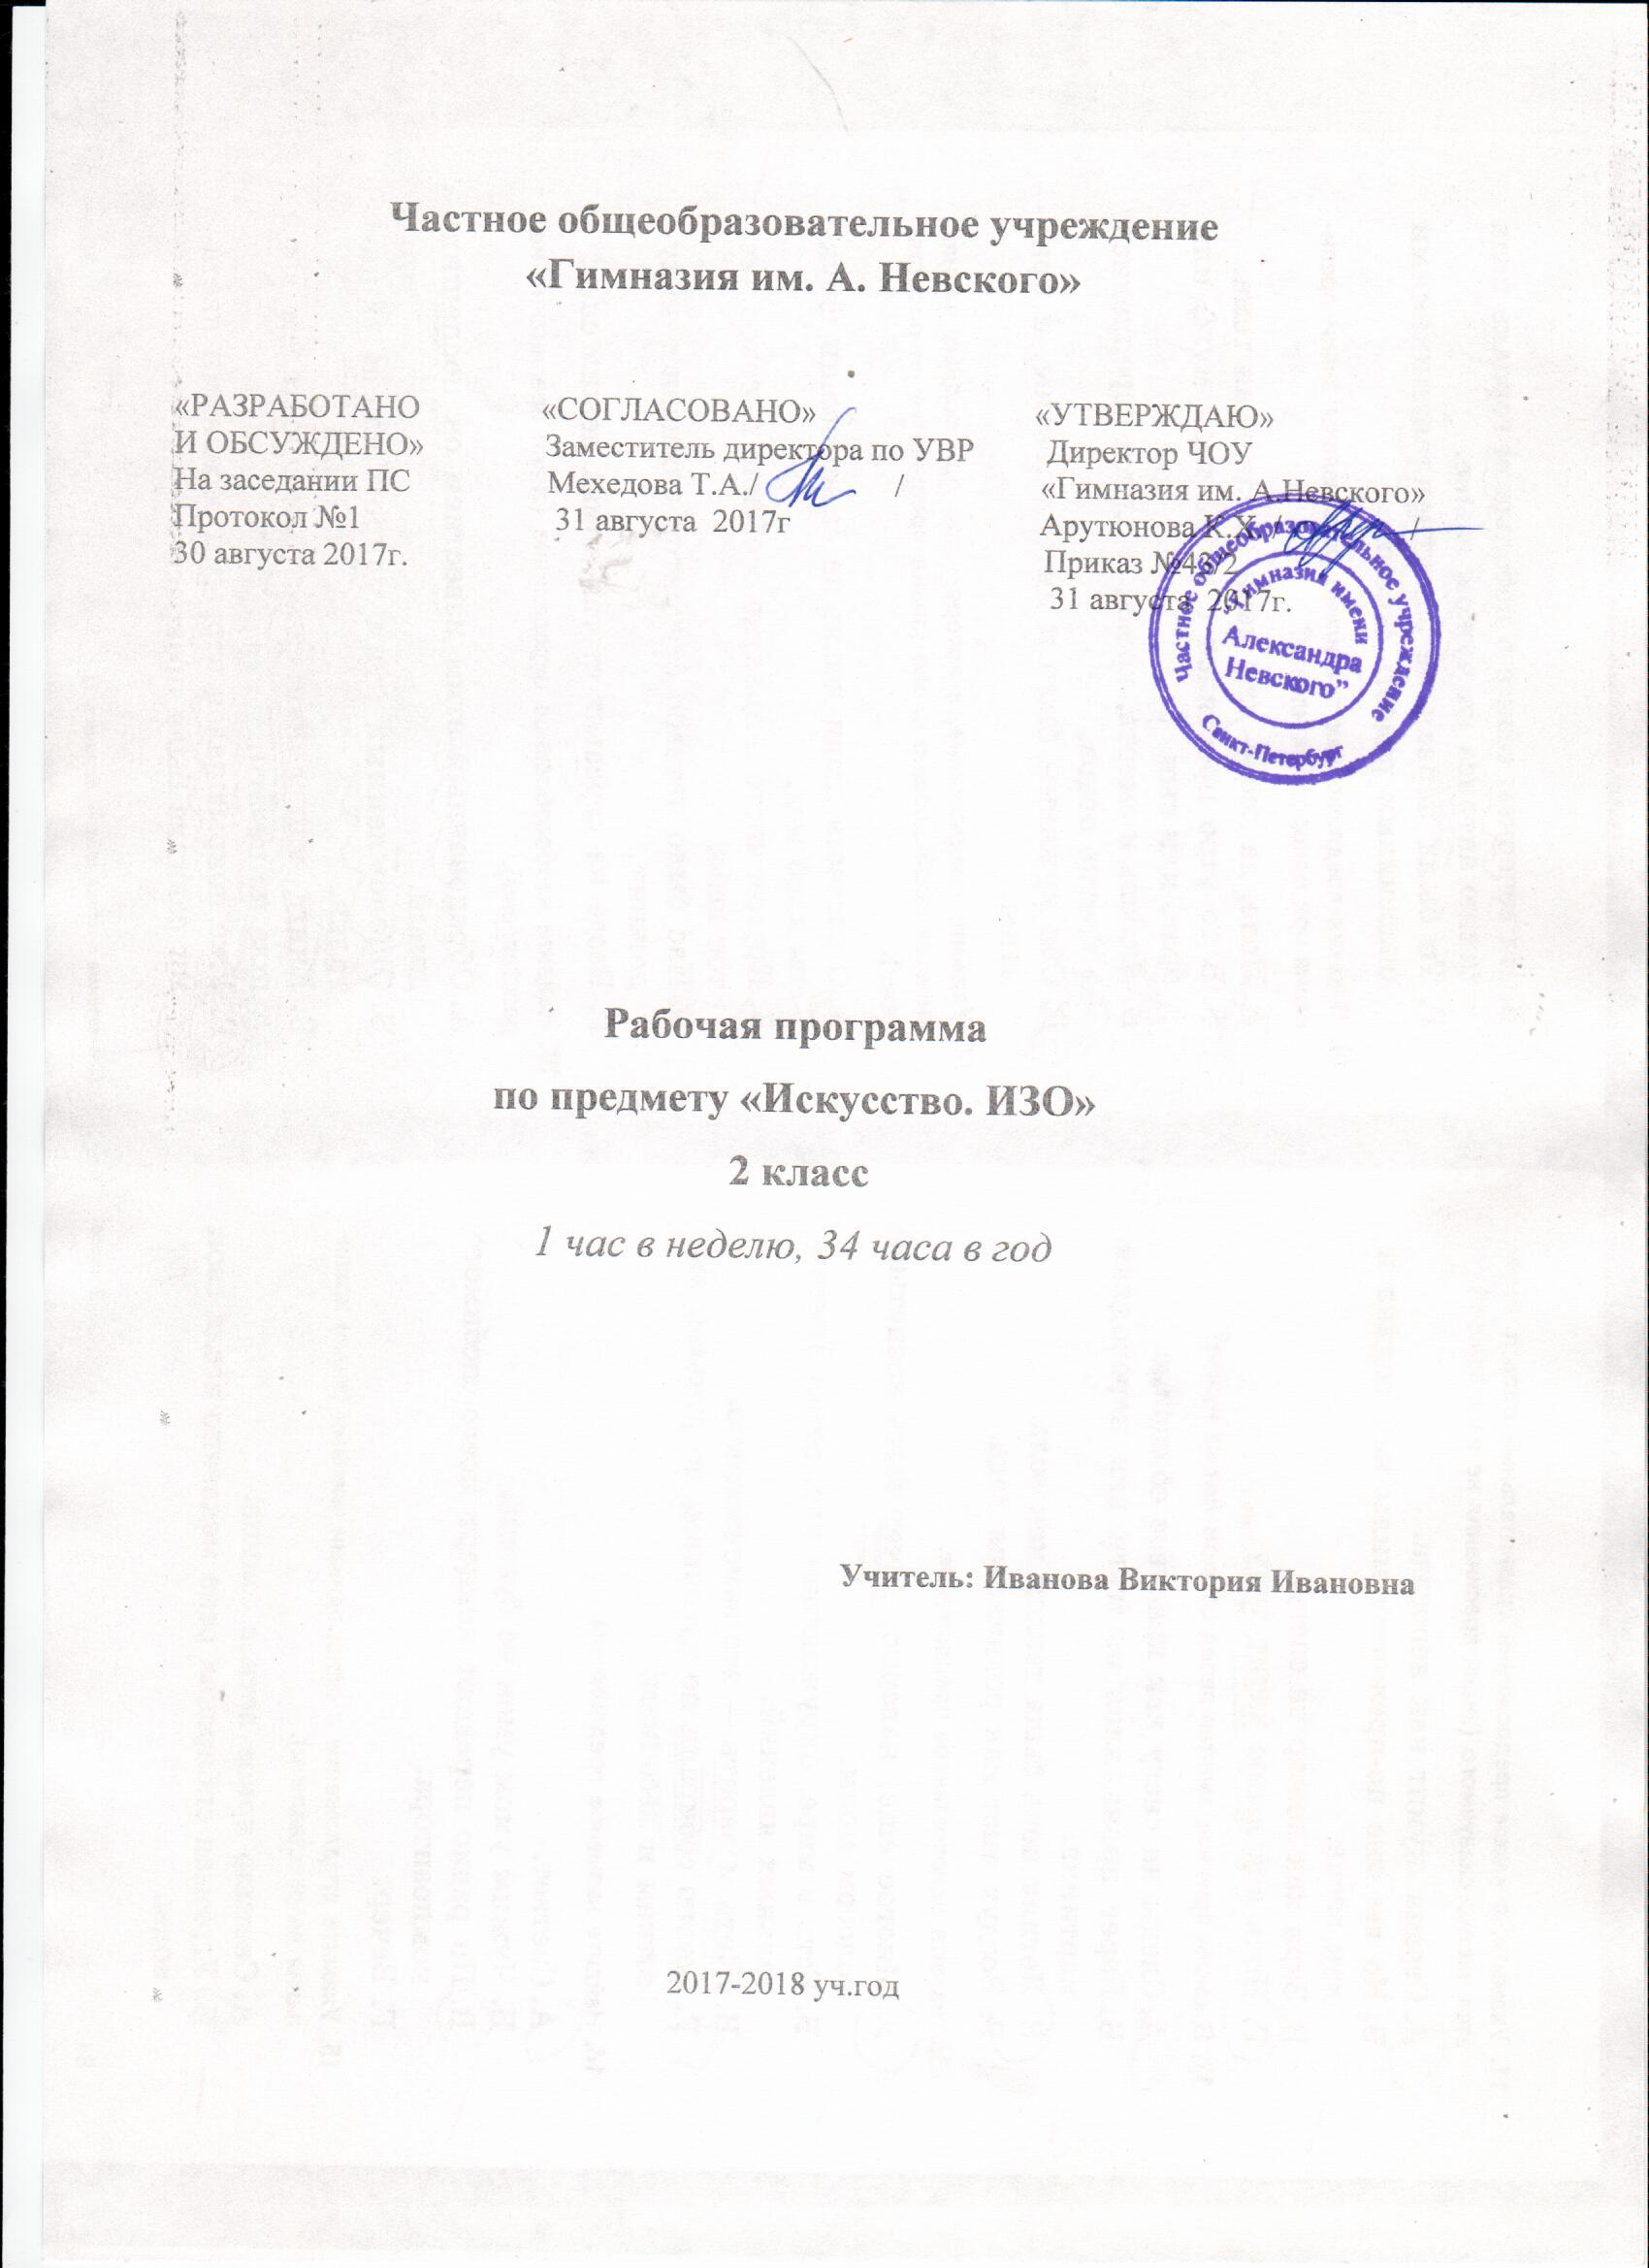 Частное общеобразовательное учреждение
«Гимназия им. А. Невского»
«РАЗРАБОТАНО
И ОБСУЖДЕНО»
На заседании ПС
Протокол №1
30 августа 2017г.
«СОГЛАСОВАНО»
Заместитель директора по УВР
Мехедова Т.А./ /
31 августа 2017г
«УТВЕРЖДАЮ»
Директор ЧОУ
«Гимназия им. А.Невского»
Арутюнова К.Х. / /
Приказ №43/2
31 августа 2017г.
Частное общеобразовательное учреждение
"Гимназия имени
Александра
Невского"
Санкт-Петербург
Рабочая программа
по предмету «Искусство. ИЗО»
2 класс
1 час в неделю, 34 часа в год
Учитель: Иванова Виктория Ивановна
2017-2018 уч.год